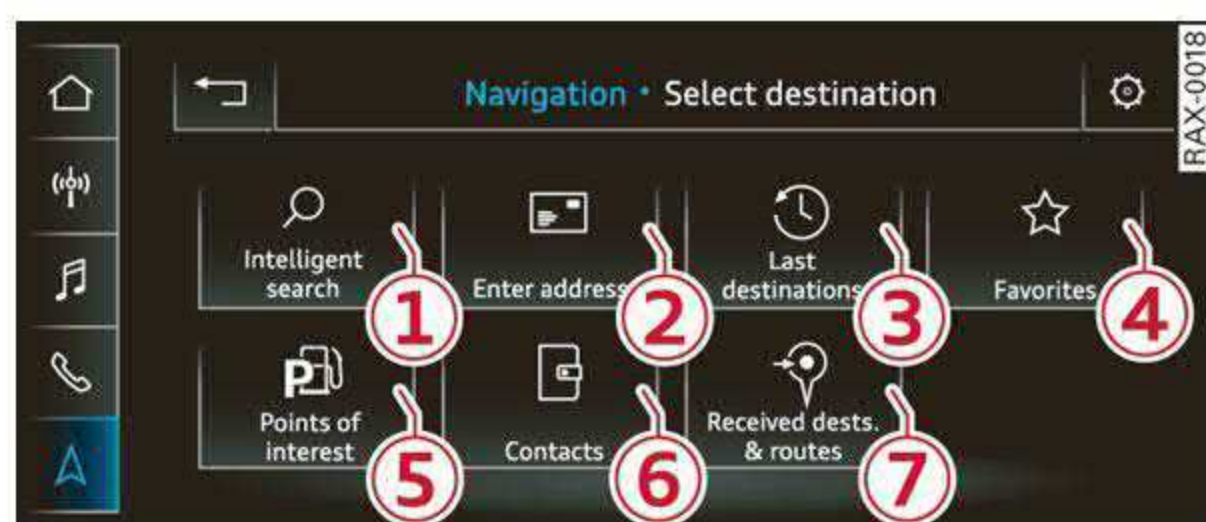 Navigation • Select destination
RAX-0018
Intelligent
search
1
Enter address
2
Last
destinations
3
Favorites
4
P
Points of
interest
5
Contacts
6
Received dests.
& routes
7